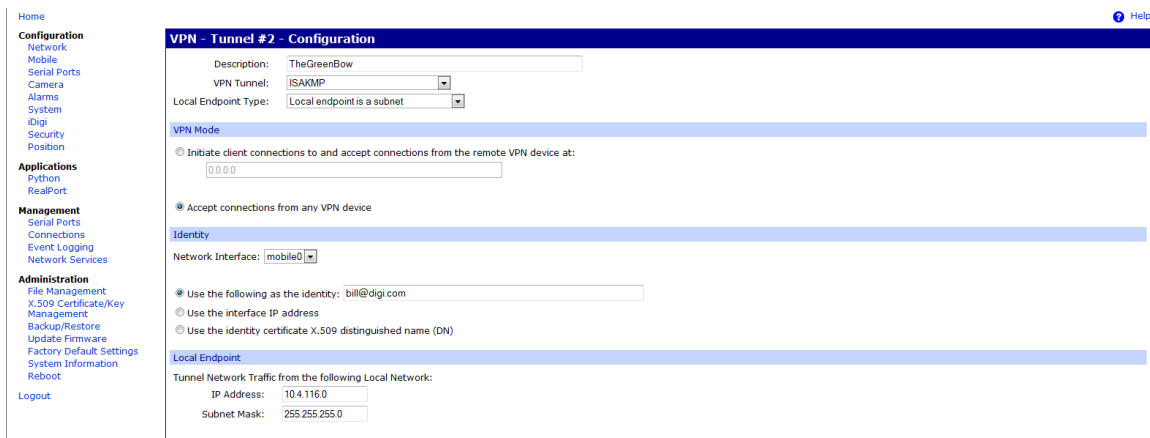 Home
Help
Configuration
Network
Mobile
Serial Ports
Camera
Alarms
System
iDigi
Security
Position
Applications
Python
RealPort
Management
Serial Ports
Connections
Event Logging
Network Services
Administration
File Management
X.509 Certificate/Key
Management
Backup/Restore
Update Firmware
Factory Default Settings
System Information
Reboot
Logout
VPN - Tunnel #2 - Configuration
Description: TheGreenBow
VPN Tunnel: ISAKMP
Local Endpoint Type: Local endpoint is a subnet
VPN Mode
Initiate client connections to and accept connections from the remote VPN device at:
0.0.0.0
Accept connections from any VPN device
Identity
Network Interface: mobile0
Use the following as the identity: bill@digi.com
Use the interface IP address
Use the identity certificate X.509 distinguished name (DN)
Local Endpoint
Tunnel Network Traffic from the following Local Network:
IP Address: 10.4.116.0
Subnet Mask: 255.255.255.0